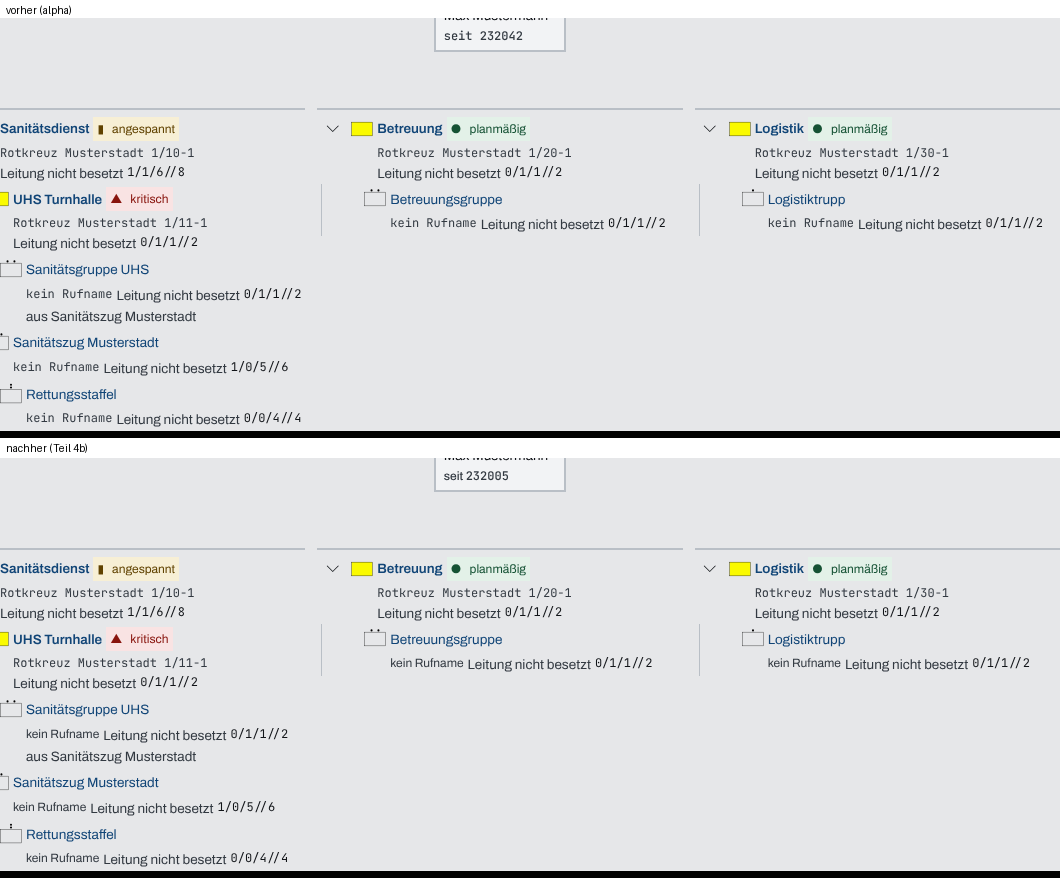 vorher (alpha)
Max Mustermann
seit 232042
Sanitätsdienst angespannt
Rotkreuz Musterstadt 1/10-1
Leitung nicht besetzt 1/1/6//8
UHS Turnhalle kritisch
Rotkreuz Musterstadt 1/11-1
Leitung nicht besetzt 0/1/1//2
Sanitätsgruppe UHS
kein Rufname Leitung nicht besetzt 0/1/1//2
aus Sanitätszug Musterstadt
Sanitätszug Musterstadt
kein Rufname Leitung nicht besetzt 1/0/5//6
Rettungsstaffel
kein Rufname Leitung nicht besetzt 0/0/4//4
Betreuung planmäßig
Rotkreuz Musterstadt 1/20-1
Leitung nicht besetzt 0/1/1//2
Betreuungsgruppe
kein Rufname Leitung nicht besetzt 0/1/1//2
Logistik planmäßig
Rotkreuz Musterstadt 1/30-1
Leitung nicht besetzt 0/1/1//2
Logistiktrupp
kein Rufname Leitung nicht besetzt 0/1/1//2
nachher (Teil 4b)
Max Mustermann
seit 232005
Sanitätsdienst angespannt
Rotkreuz Musterstadt 1/10-1
Leitung nicht besetzt 1/1/6//8
UHS Turnhalle kritisch
Rotkreuz Musterstadt 1/11-1
Leitung nicht besetzt 0/1/1//2
Sanitätsgruppe UHS
kein Rufname Leitung nicht besetzt 0/1/1//2
aus Sanitätszug Musterstadt
Sanitätszug Musterstadt
kein Rufname Leitung nicht besetzt 1/0/5//6
Rettungsstaffel
kein Rufname Leitung nicht besetzt 0/0/4//4
Betreuung planmäßig
Rotkreuz Musterstadt 1/20-1
Leitung nicht besetzt 0/1/1//2
Betreuungsgruppe
kein Rufname Leitung nicht besetzt 0/1/1//2
Logistik planmäßig
Rotkreuz Musterstadt 1/30-1
Leitung nicht besetzt 0/1/1//2
Logistiktrupp
kein Rufname Leitung nicht besetzt 0/1/1//2